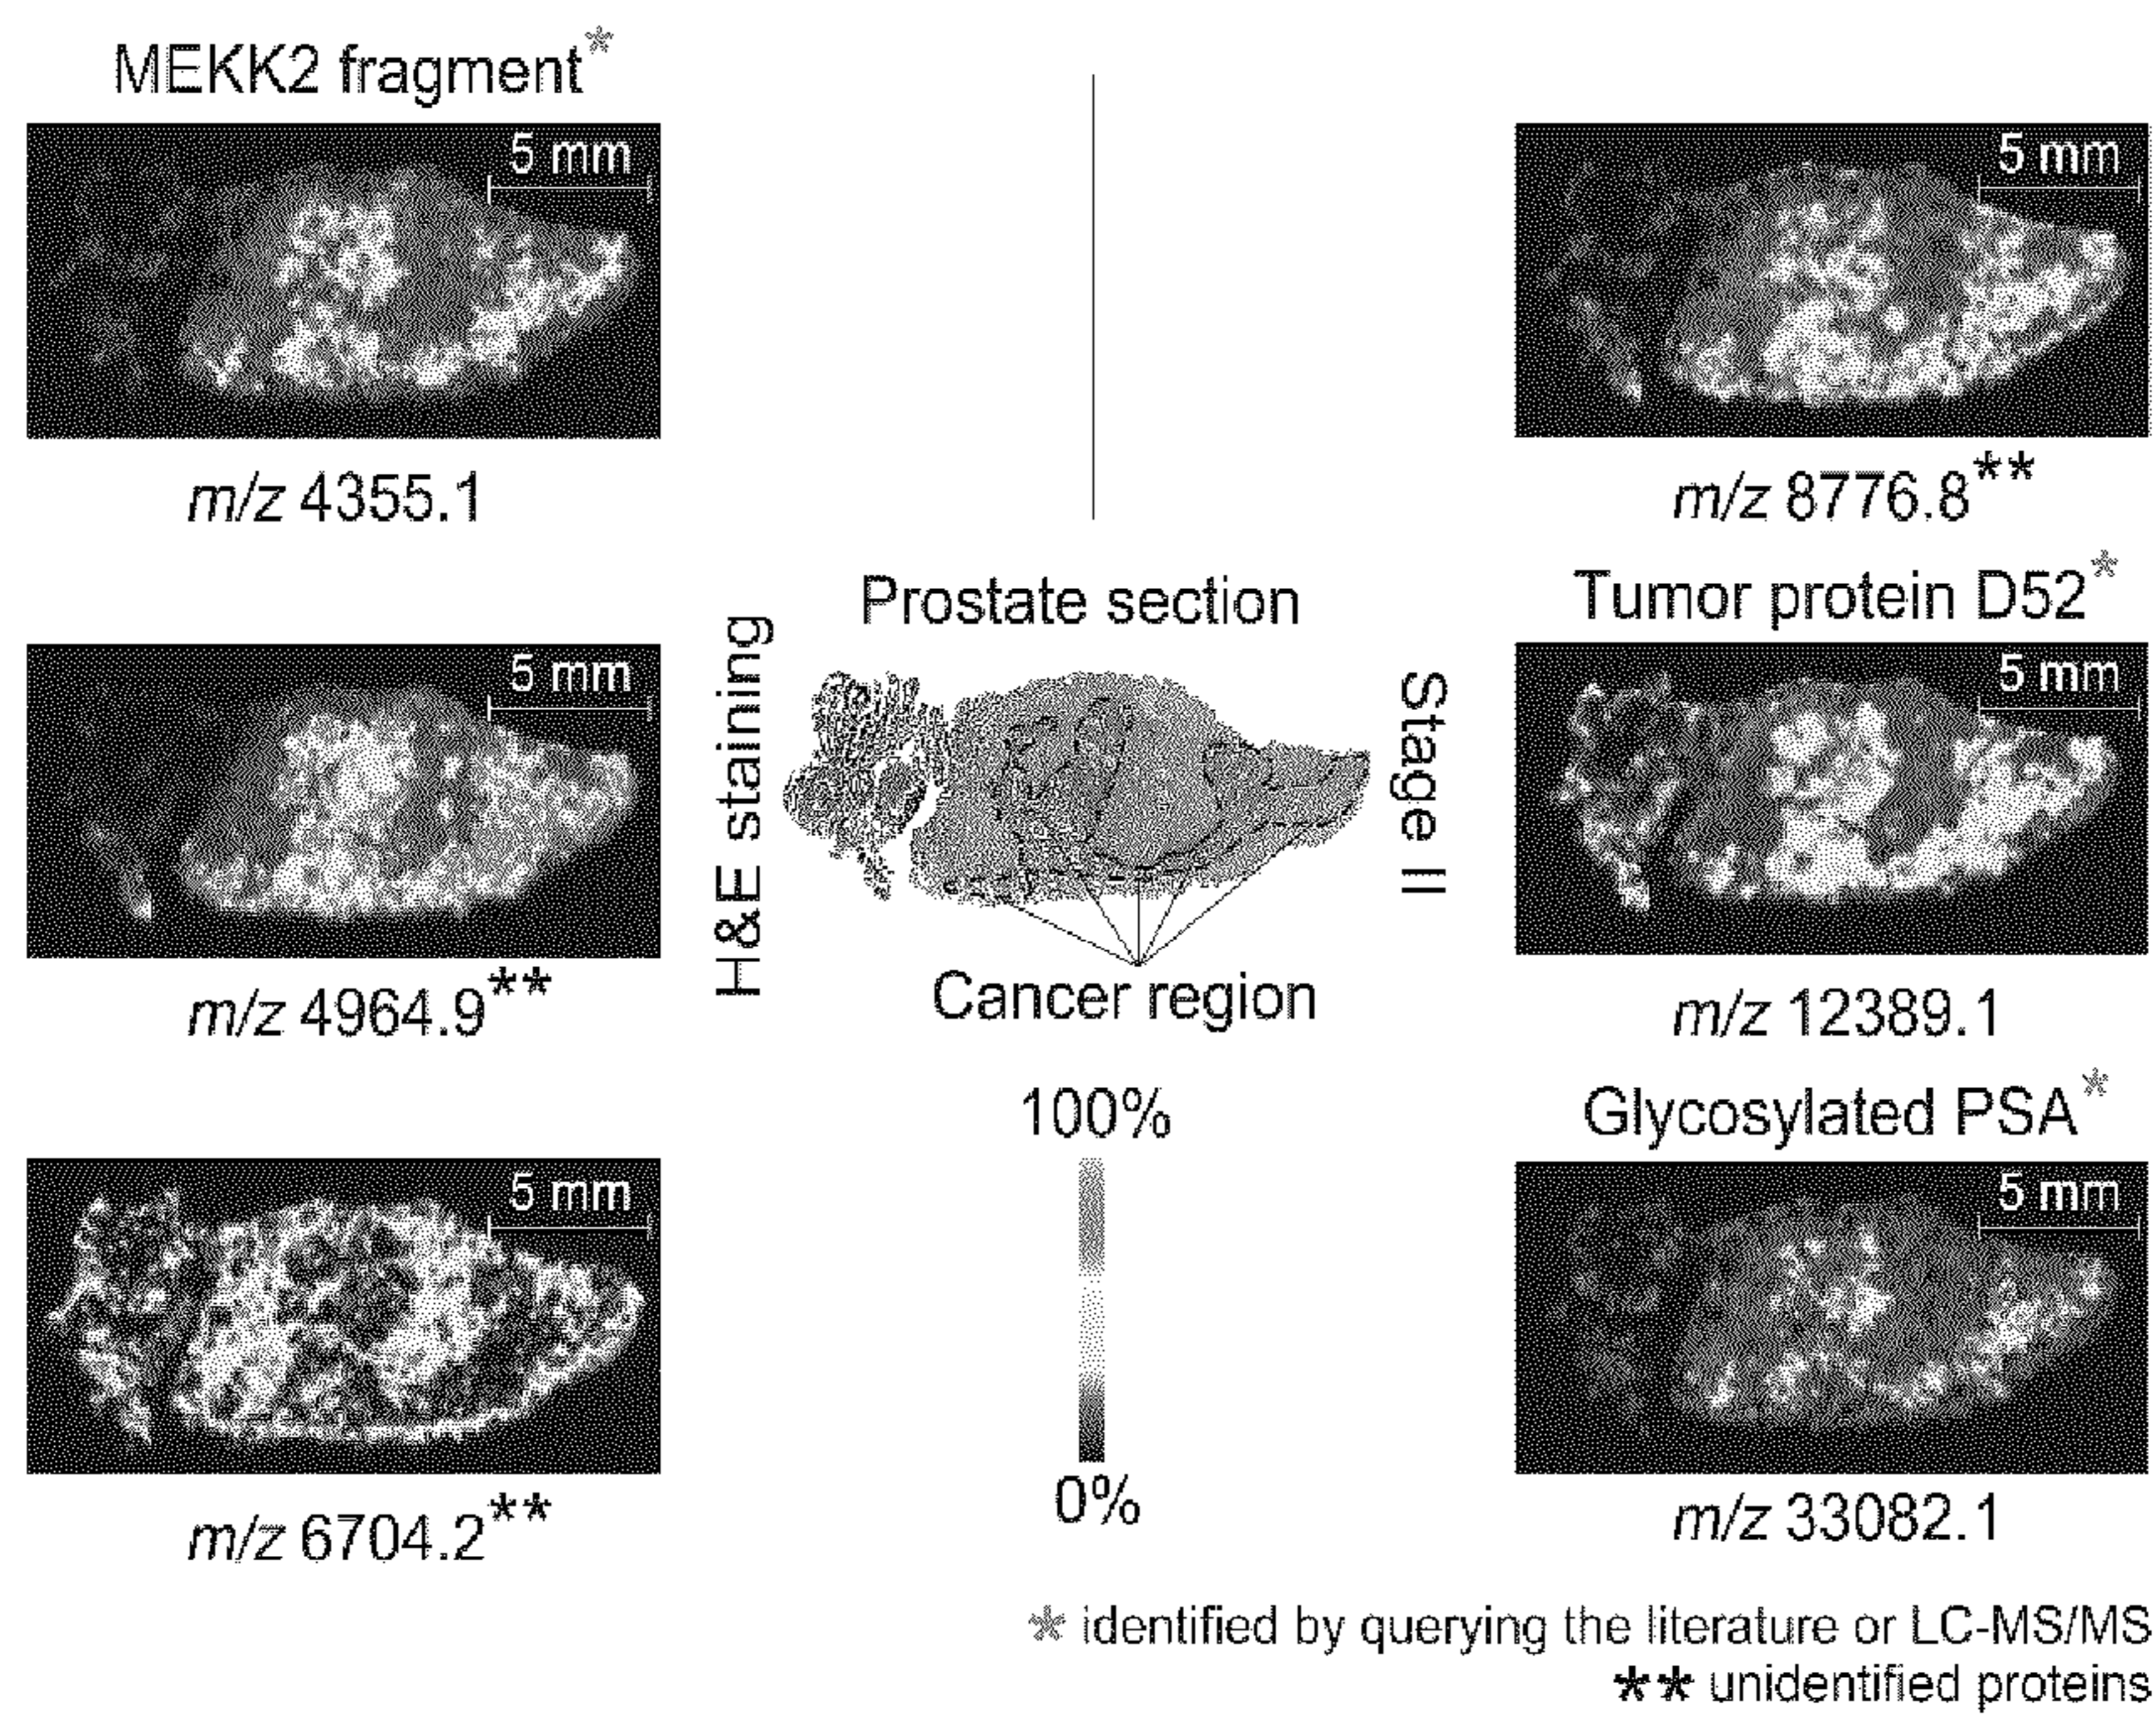 MEKK2 fragment*
5 mm
m/z 4355.1
5 mm
m/z 8776.8**
H&E staining
Prostate section
Stage II
Cancer region
5 mm
m/z 4964.9**
Tumor protein D52*
5 mm
m/z 12389.1
100%
0%
5 mm
m/z 6704.2**
Glycosylated PSA*
5 mm
m/z 33082.1
* identified by querying the literature or LC-MS/MS
** unidentified proteins